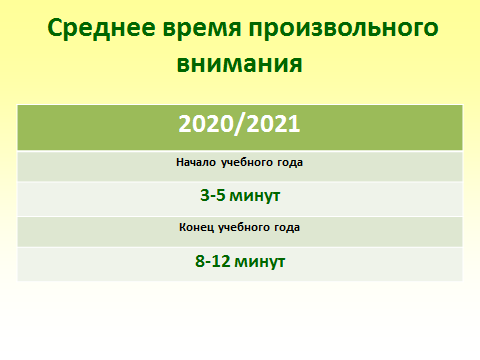 Среднее время произвольного
внимания
2020/2021
Начало учебного года
3-5 минут
Конец учебного года
8-12 минут